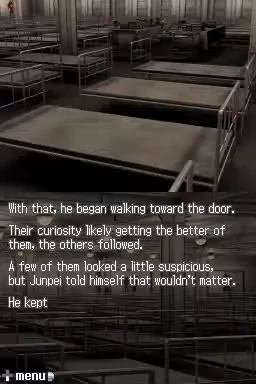 With that, he began walking toward the door.
Their curiosity likely getting the better of
them, the others followed.
A few of them looked a little suspicious,
but Junpei told himself that wouldn't matter.
He kept
menu